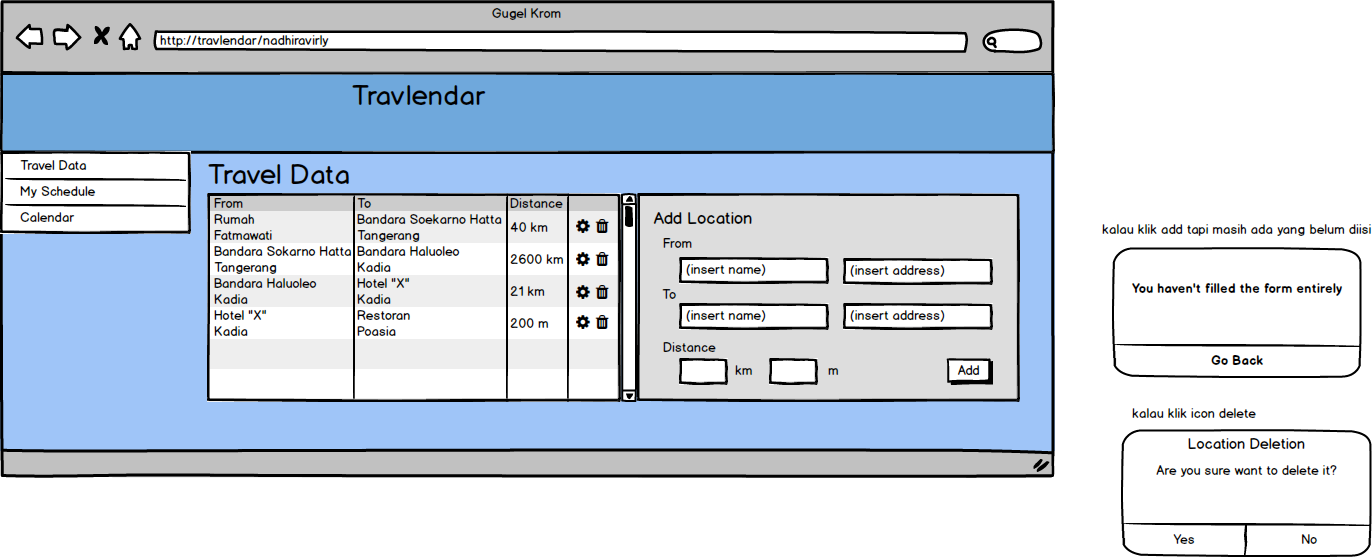 Gugel Krom
http://travlendar/nadhiravirly
Travlendar
Travel Data
My Schedule
Calendar
Travel Data
From To Distance
Rumah Bandara Soekarno Hatta
Fatmawati Tangerang 40 km
Bandara Sokarno Hatta Bandara Haluoleo
Tangerang Kadia 2600 km
Bandara Haluoleo Hotel "X"
Kadia Kadia 21 km
Hotel "X" Restoran
Kadia Poasia 200 m
Add Location
From
(insert name) (insert address)
To
(insert name) (insert address)
Distance
km m Add
kalau klik add tapi masih ada yang belum diisi
You haven't filled the form entirely
Go Back
kalau klik icon delete
Location Deletion
Are you sure want to delete it?
Yes No